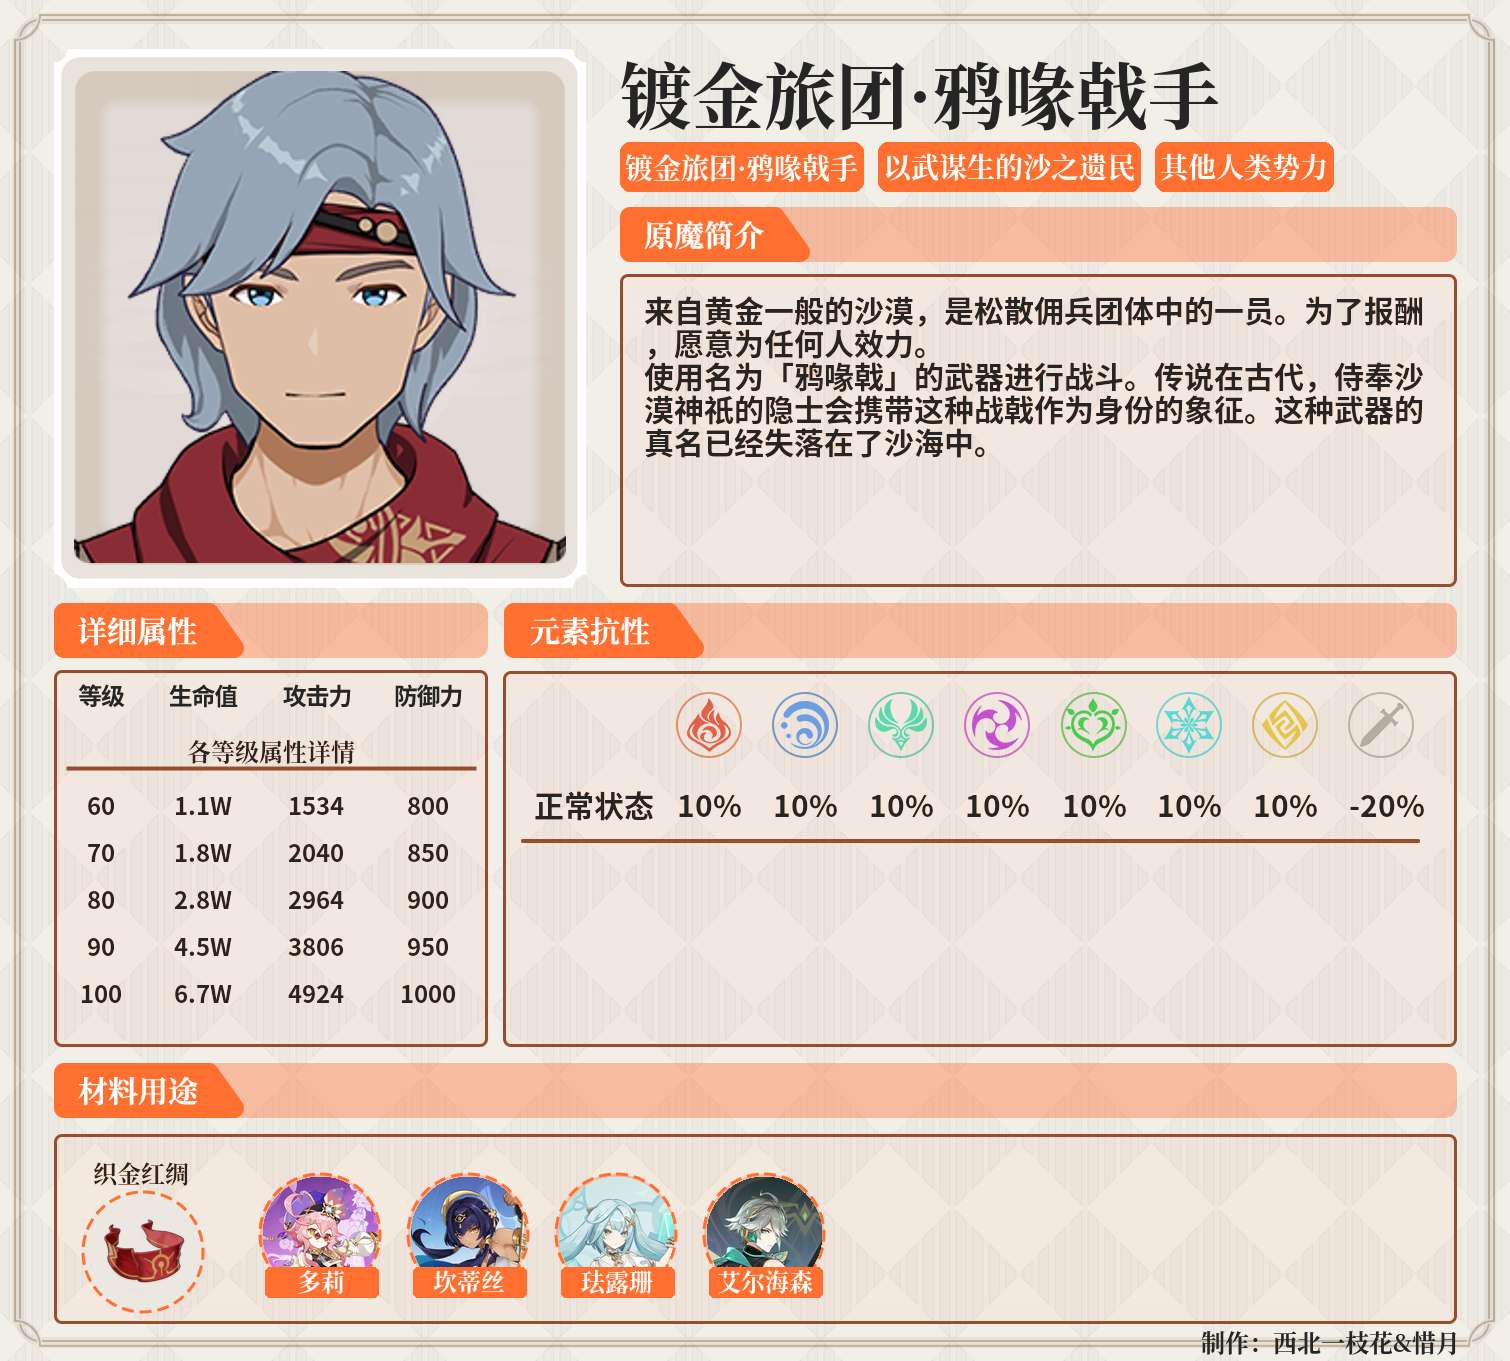 镀金旅团·鸦喙戟手
镀金旅团·鸦喙戟手 以武谋生的沙之遗民 其他人类势力
原魔简介
来自黄金一般的沙漠，是松散佣兵团体中的一员。为了报酬
，愿意为任何人效力。
使用名为「鸦喙戟」的武器进行战斗。传说在古代，侍奉沙
漠神祇的隐士会携带这种战戟作为身份的象征。这种武器的
真名已经失落在了沙海中。
详细属性
等级 生命值 攻击力 防御力
各等级属性详情
60 1.1W 1534 800
70 1.8W 2040 850
80 2.8W 2964 900
90 4.5W 3806 950
100 6.7W 4924 1000
元素抗性
正常状态 10% 10% 10% 10% 10% 10% 10% -20%
材料用途
织金红绸
多莉 坎蒂丝 珐露珊 艾尔海森
制作：西北一枝花&惜月